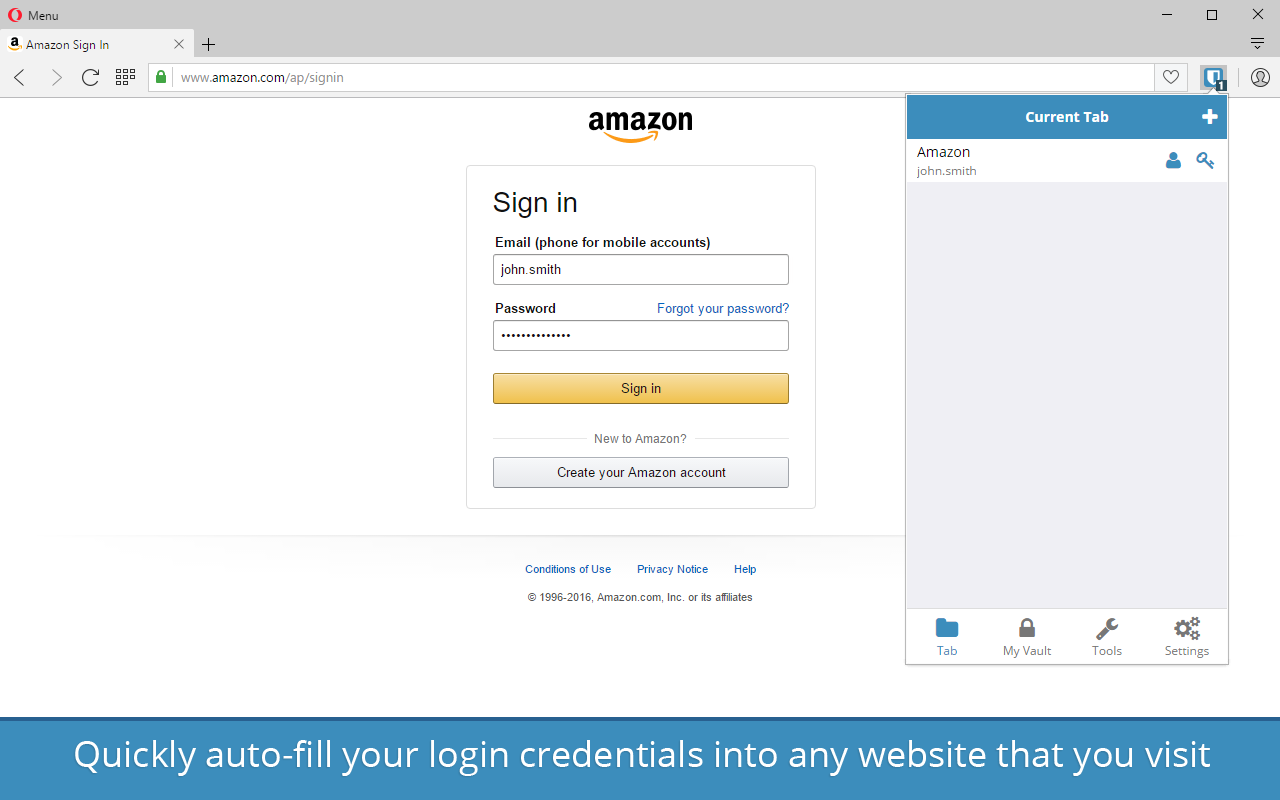 Menu
Amazon Sign In
www.amazon.com/ap/signin
1
amazon
Sign in
Email (phone for mobile accounts)
john.smith
Password Forgot your password?
••••••••••••••
Sign in
New to Amazon?
Create your Amazon account
Conditions of Use Privacy Notice Help
© 1996-2016, Amazon.com, Inc. or its affiliates
Current Tab
Amazon
john.smith
Tab My Vault Tools Settings
Quickly auto-fill your login credentials into any website that you visit